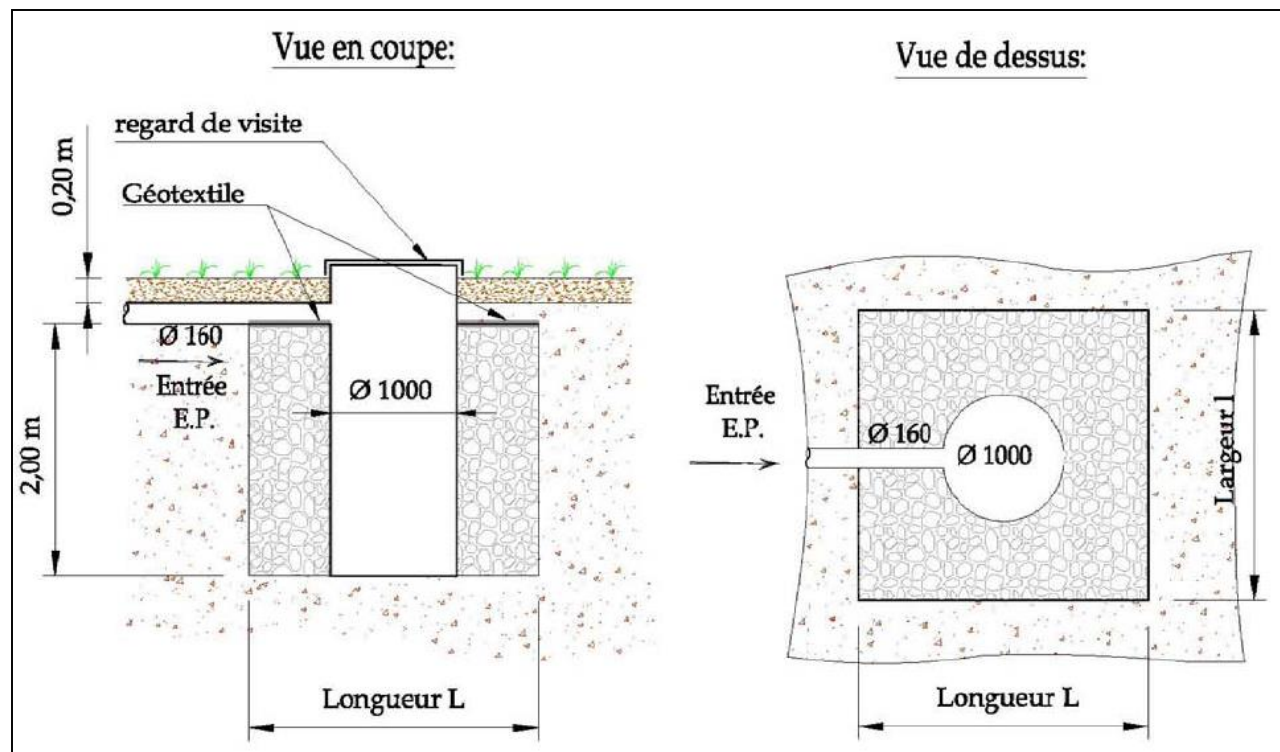 Vue en coupe:
regard de visite
Géotextile
0,20 m
Ø 160
Entrée
E.P.
Ø 1000
2,00 m
Longueur L
Vue de dessus:
Entrée
E.P.
Ø 160
Ø 1000
Largeur l
Longueur L